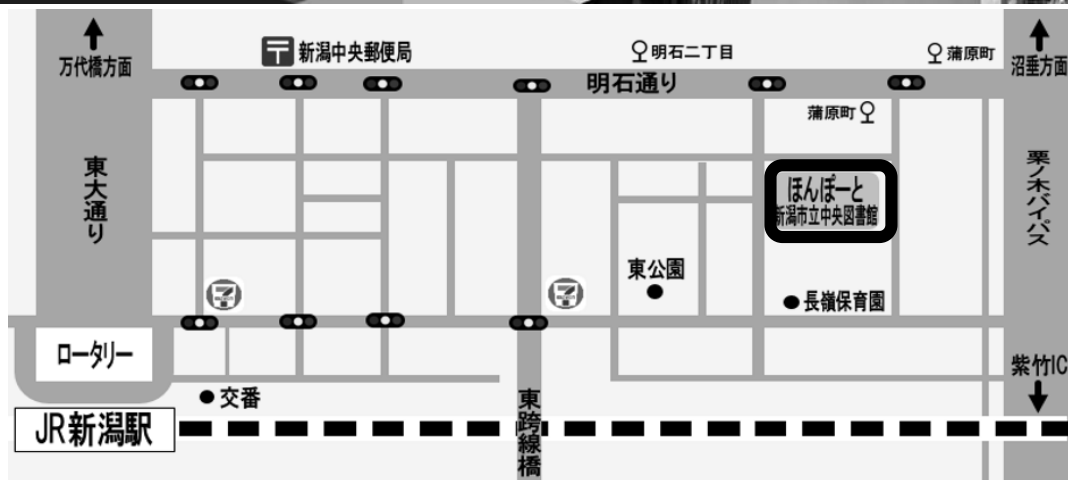 万代橋方面
新潟中央郵便局
明石二丁目
蒲原町
沼垂方面
明石通り
蒲原町
東大通り
栗ノ木バイパス
ほんぽーと
新潟市立中央図書館
東公園
長嶺保育園
ロータリー
紫竹IC
交番
JR新潟駅
東跨線橋